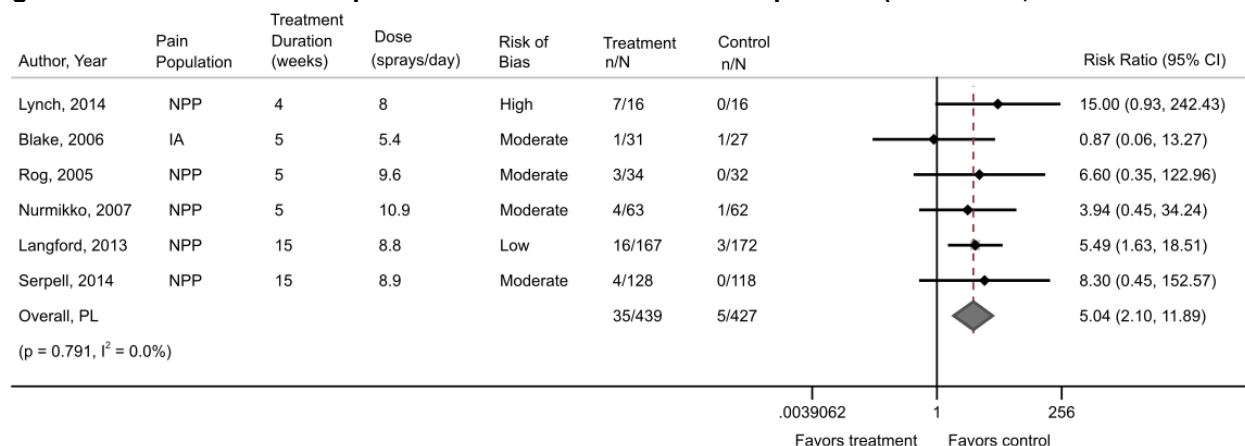 Author, Year Pain Population Treatment Duration (weeks) Dose (sprays/day) Risk of Bias Treatment n/N Control n/N Risk Ratio (95% CI)
Lynch, 2014 NPP 4 8 High 7/16 0/16 15.00 (0.93, 242.43)
Blake, 2006 IA 5 5.4 Moderate 1/31 1/27 0.87 (0.06, 13.27)
Rog, 2005 NPP 5 9.6 Moderate 3/34 0/32 6.60 (0.35, 122.96)
Nurmikko, 2007 NPP 5 10.9 Moderate 4/63 1/62 3.94 (0.45, 34.24)
Langford, 2013 NPP 15 8.8 Low 16/167 3/172 5.49 (1.63, 18.51)
Serpell, 2014 NPP 15 8.9 Moderate 4/128 0/118 8.30 (0.45, 152.57)
Overall, PL 35/439 5/427 5.04 (2.10, 11.89)
(p = 0.791, I² = 0.0%)
.0039062 1 256
Favors treatment Favors control